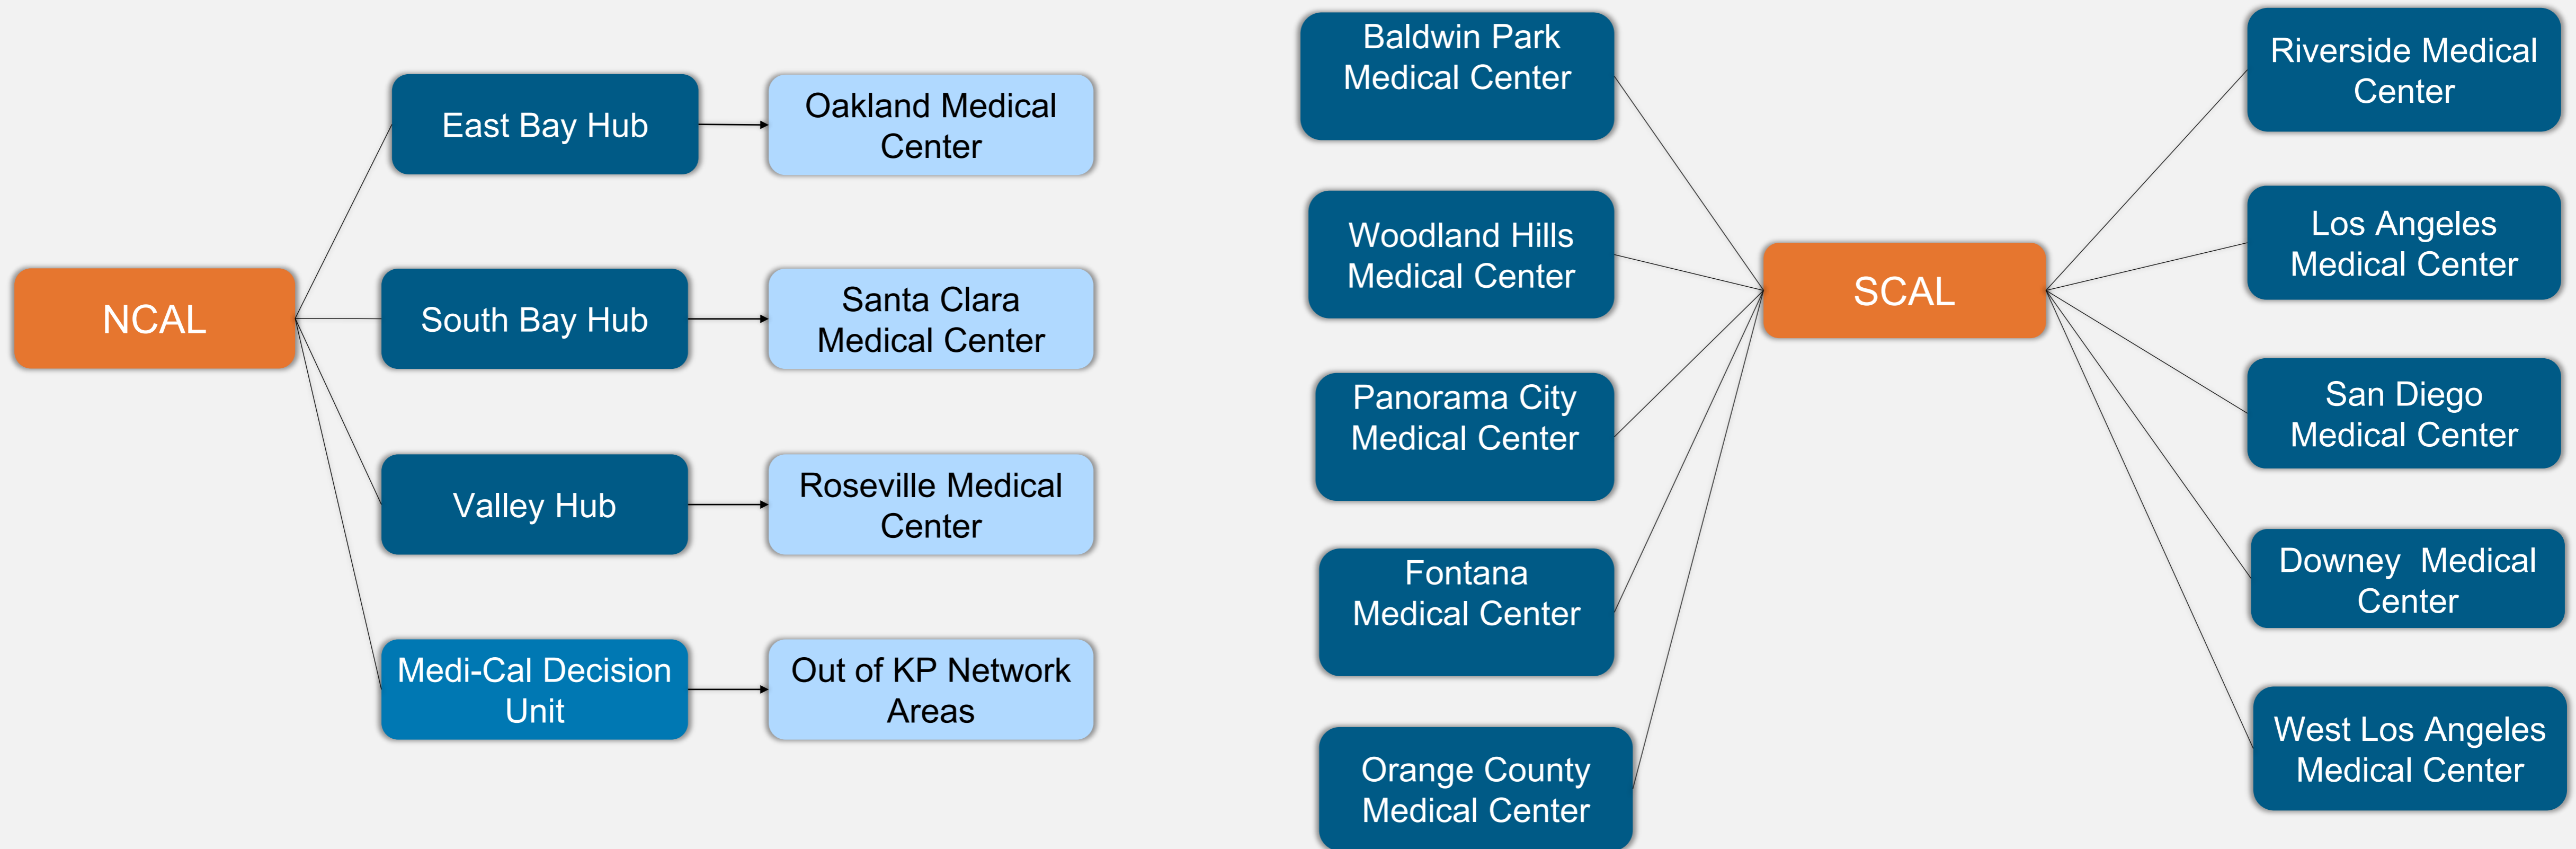 NCAL
East Bay Hub
Oakland Medical
Center
South Bay Hub
Santa Clara
Medical Center
Valley Hub
Roseville Medical
Center
Medi-Cal Decision
Unit
Out of KP Network
Areas
Baldwin Park
Medical Center
Woodland Hills
Medical Center
Panorama City
Medical Center
Fontana
Medical Center
Orange County
Medical Center
SCAL
Riverside Medical
Center
Los Angeles
Medical Center
San Diego
Medical Center
Downey  Medical
Center
West Los Angeles
Medical Center